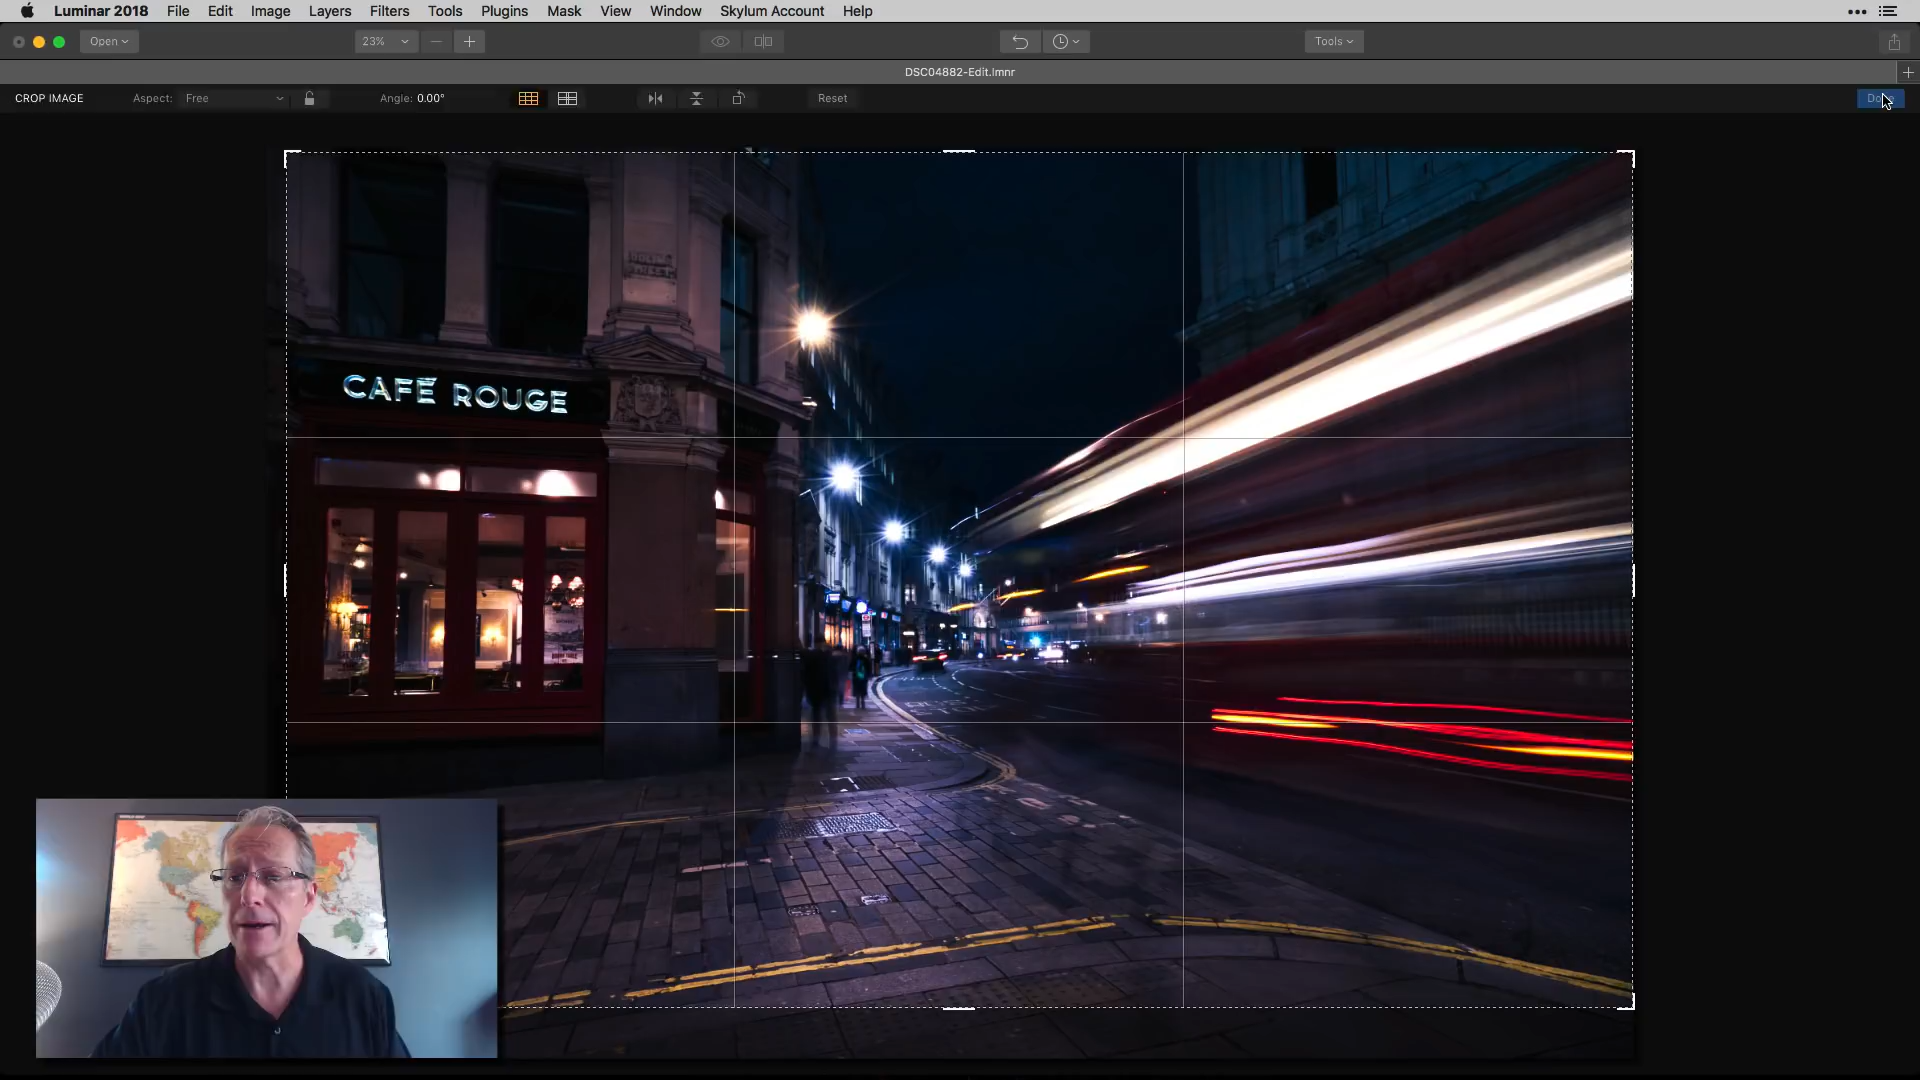 Luminar 2018 File Edit Image Layers Filters Tools Plugins Mask View Window Skylum Account Help
Open 23% Tools
DSC04882-Edit.lmnr
CROP IMAGE Aspect: Free Angle: 0.00° Reset
CAFÉ ROUGE